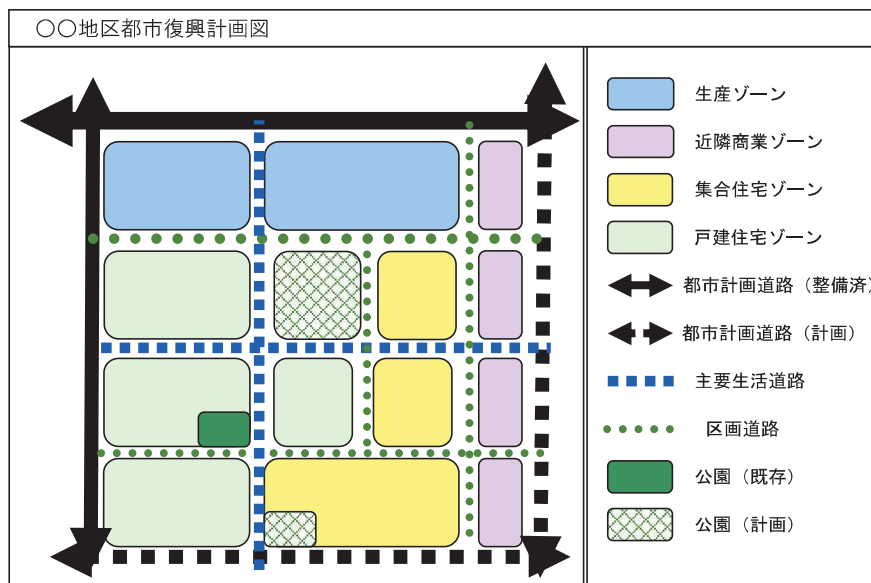 〇〇地区都市復興計画図
生産ゾーン
近隣商業ゾーン
集合住宅ゾーン
戸建住宅ゾーン
都市計画道路（整備済）
都市計画道路（計画）
主要生活道路
区画道路
公園（既存）
公園（計画）